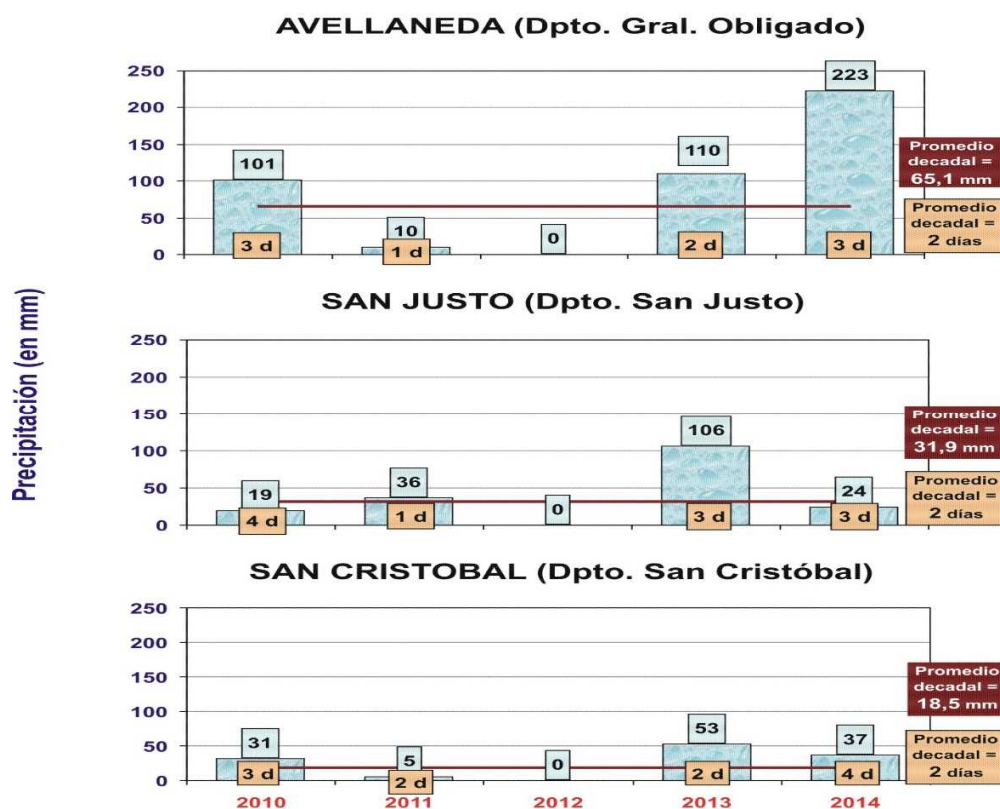 AVELLANEDA (Dpto. Gral. Obligado)
250
200
150
100
50
0
101
10
0
110
223
3 d
1 d
2 d
3 d
Promedio
decadal =
65,1 mm
Promedio
decadal =
2 días
Precipitación (en mm)
SAN JUSTO (Dpto. San Justo)
250
200
150
100
50
0
19
36
0
106
24
4 d
1 d
3 d
3 d
Promedio
decadal =
31,9 mm
Promedio
decadal =
2 días
SAN CRISTOBAL (Dpto. San Cristóbal)
250
200
150
100
50
0
31
5
0
53
37
3 d
2 d
2 d
4 d
Promedio
decadal =
18,5 mm
Promedio
decadal =
2 días
2010
2011
2012
2013
2014